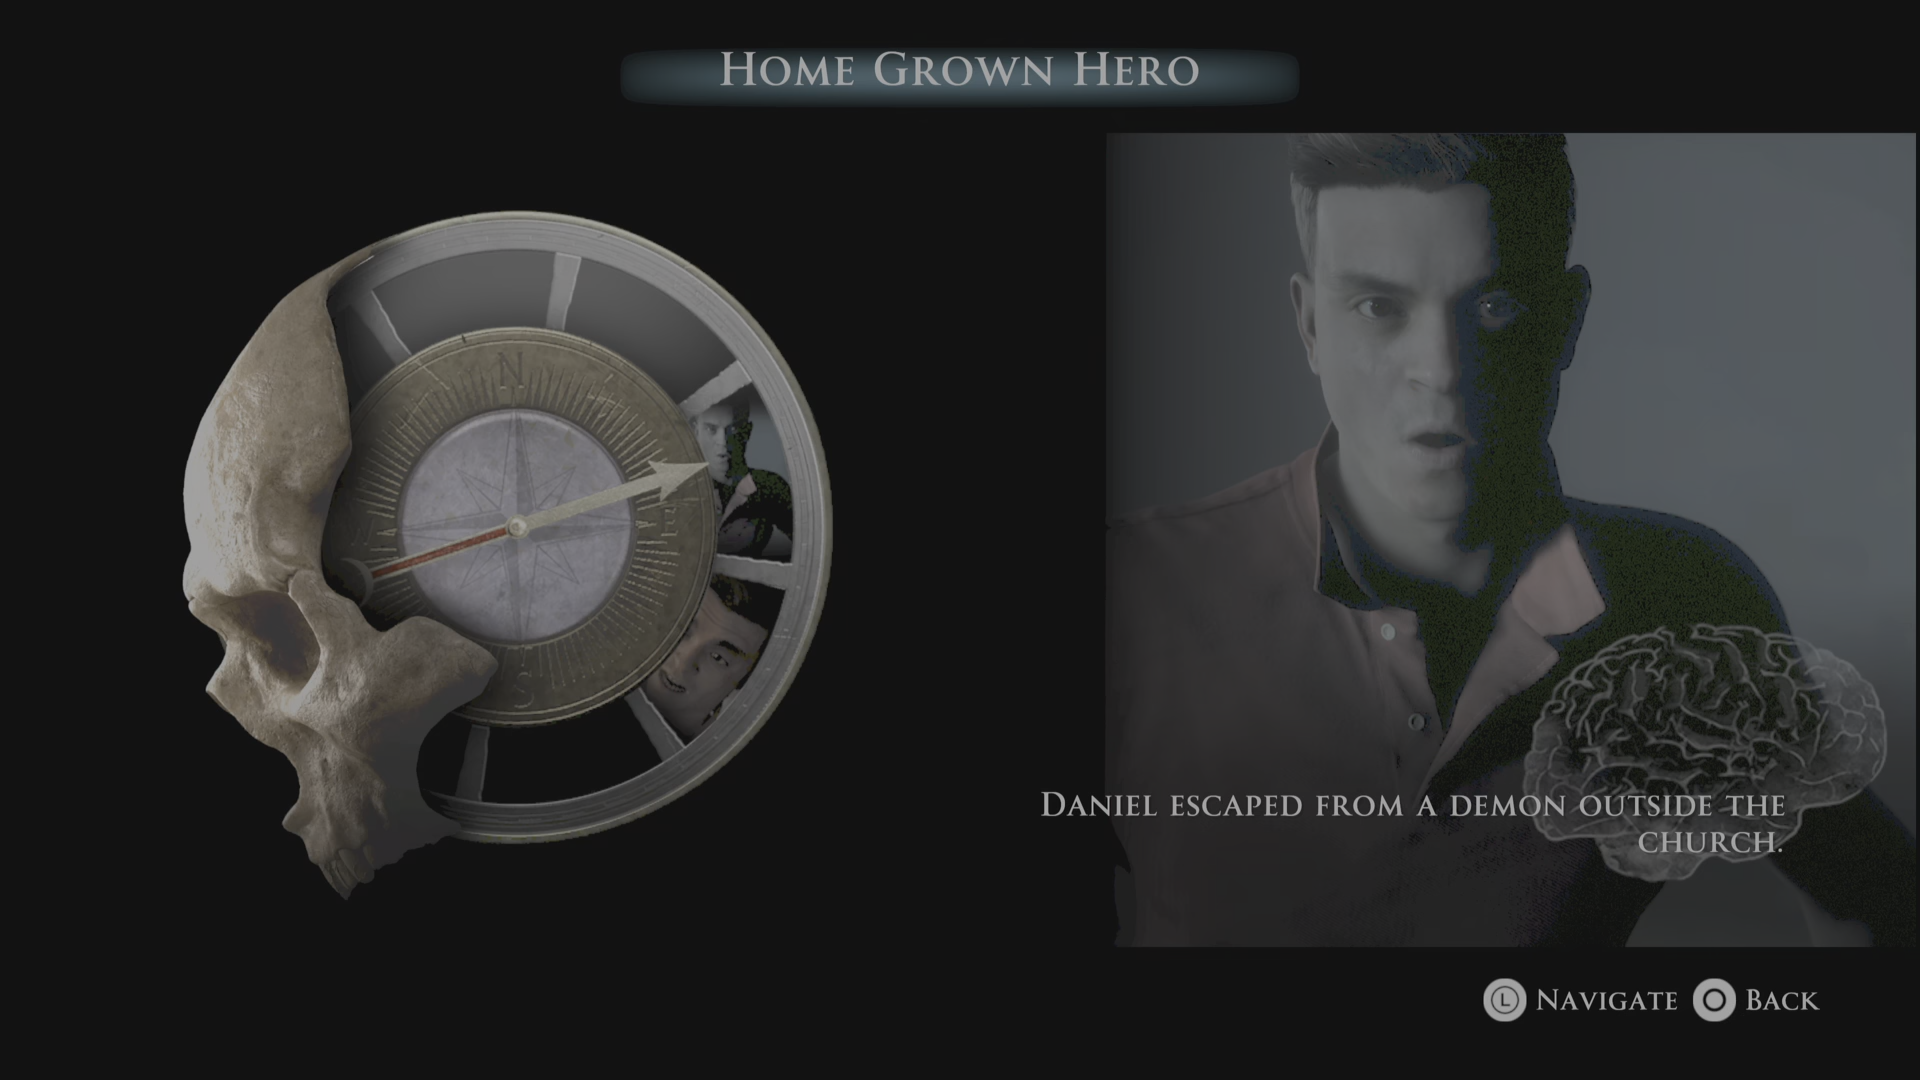 Home Grown Hero
N
E
S
Daniel escaped from a demon outside the
church.
L Navigate Back